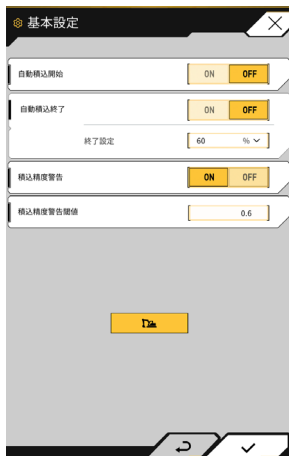 基本設定
自動積込開始
ON OFF
自動積込終了
ON OFF
終了設定
60 %
積込精度警告
ON OFF
積込精度警告閾値
0.6